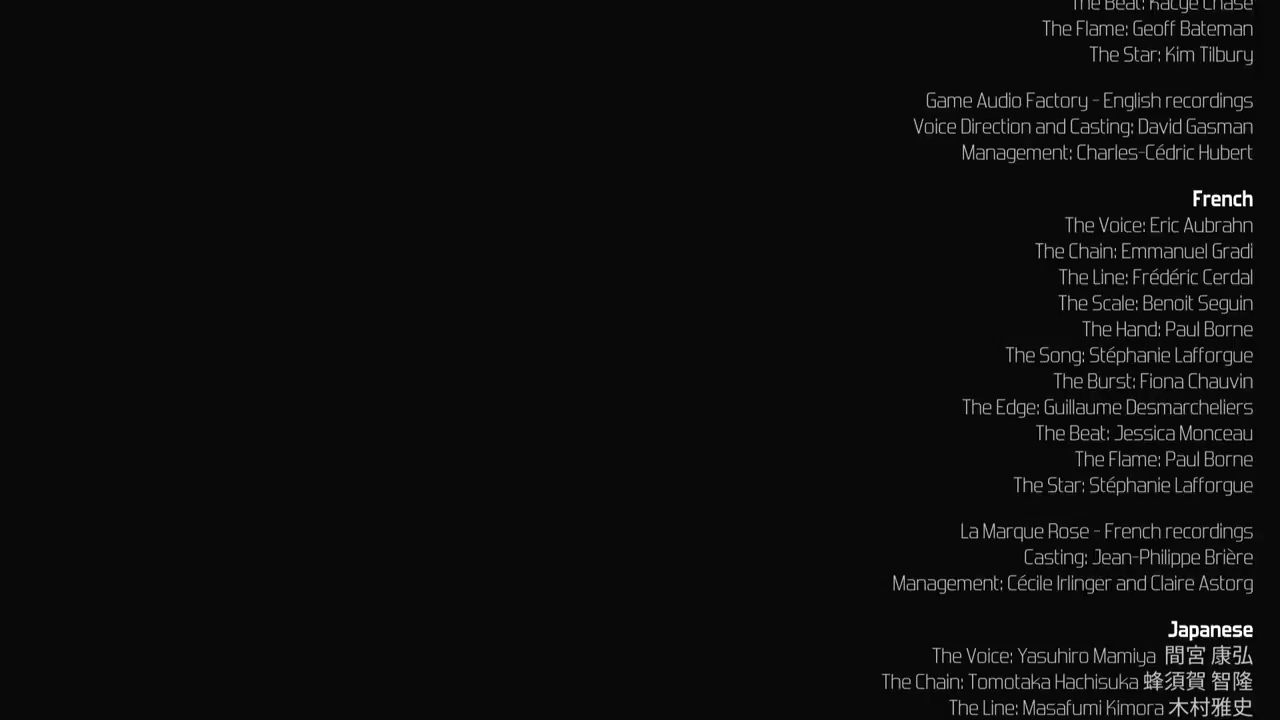 The Beat: Kacye Chase
The Flame: Geoff Bateman
The Star: Kim Tilbury
Game Audio Factory - English recordings
Voice Direction and Casting: David Gasman
Management: Charles-Cédric Hubert
French
The Voice: Eric Aubrahn
The Chain: Emmanuel Gradi
The Line: Frédéric Cerdal
The Scale: Benoit Seguin
The Hand: Paul Borne
The Song: Stéphanie Lafforgue
The Burst: Fiona Chauvin
The Edge: Guillaume Desmarcheliers
The Beat: Jessica Monceau
The Flame: Paul Borne
The Star: Stéphanie Lafforgue
La Marque Rose - French recordings
Casting: Jean-Philippe Brière
Management: Cécile Irlinger and Claire Astorg
Japanese
The Voice: Yasuhiro Mamiya 間宮 康弘
The Chain: Tomotaka Hachisuka 蜂須賀 智隆
The Line: Masafumi Kimora 木村雅史